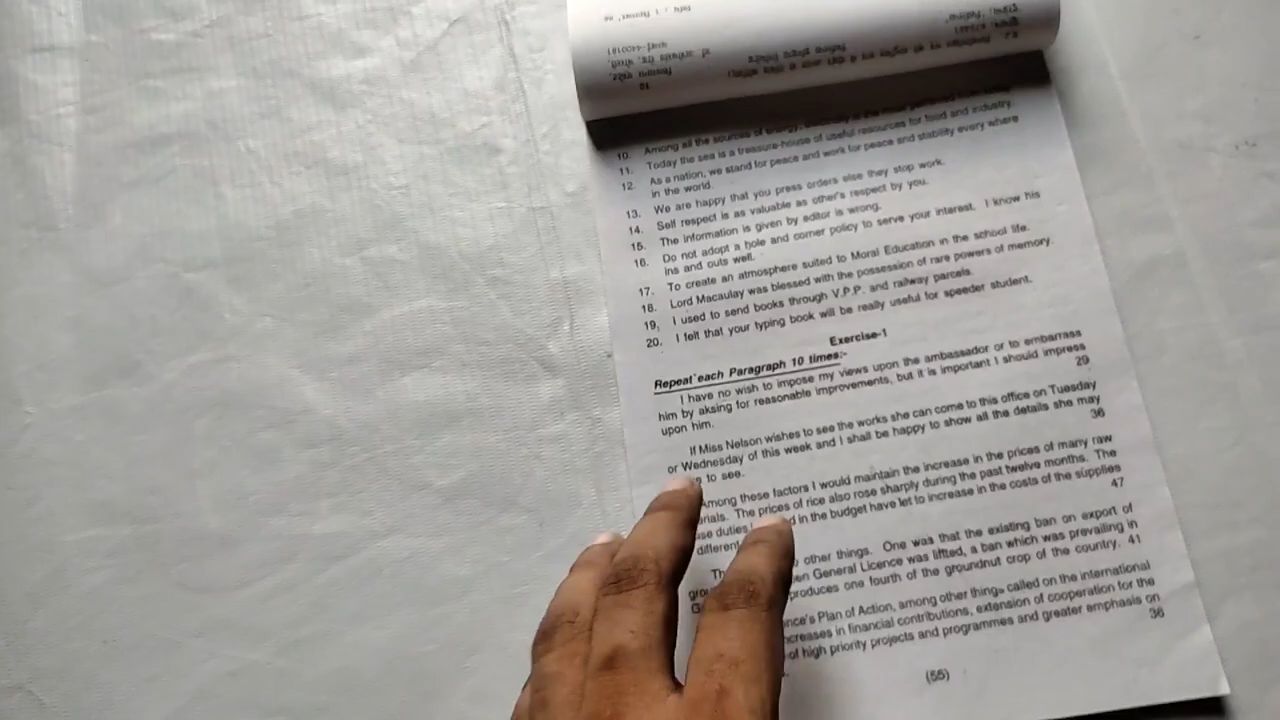 10. Among all the sources of energy,
11. Today the sea is a treasure-house of useful resources for food and industry.
12. As a nation, we stand for peace and work for peace and stability every where
in the world.
13. We are happy that you press orders else they stop work.
14. Self respect is as valuable as other's respect by you.
15. The information is given by editor is wrong.
16. Do not adopt a hole and corner policy to serve your interest. I know his
ins and outs well.
17. To create an atmosphere suited to Moral Education in the school life.
18. Lord Macaulay was blessed with the possession of rare powers of memory.
19, I used to send books through V.P.P. and railway parcels.
20. I felt that your typing book will be really useful for speeder student.
Exercise-1
Repeat each Paragraph 10 times:-
I have no wish to impose my views upon the ambassador or to embarrass
him by aksing for reasonable improvements, but it is important I should impress
upon him. 29
If Miss Nelson wishes to see the works she can come to this office on Tuesday
or Wednesday of this week and I shall be happy to show all the details she may
to see. 36
Among these factors I would maintain the increase in the prices of many raw
rials. The prices of rice also rose sharply during the past twelve months. The
se duties in the budget have let to increase in the costs of the supplies
different 47
Th other things. One was that the existing ban on export of
grou en General Licence was liftted, a ban which was prevailing in
G produces one fourth of the groundnut crop of the country. 41
nce's Plan of Action, among other things called on the international
ncreases in financial contributions, extension of cooperation for the
of high priority projects and programmes and greater emphasis on
36
(55)